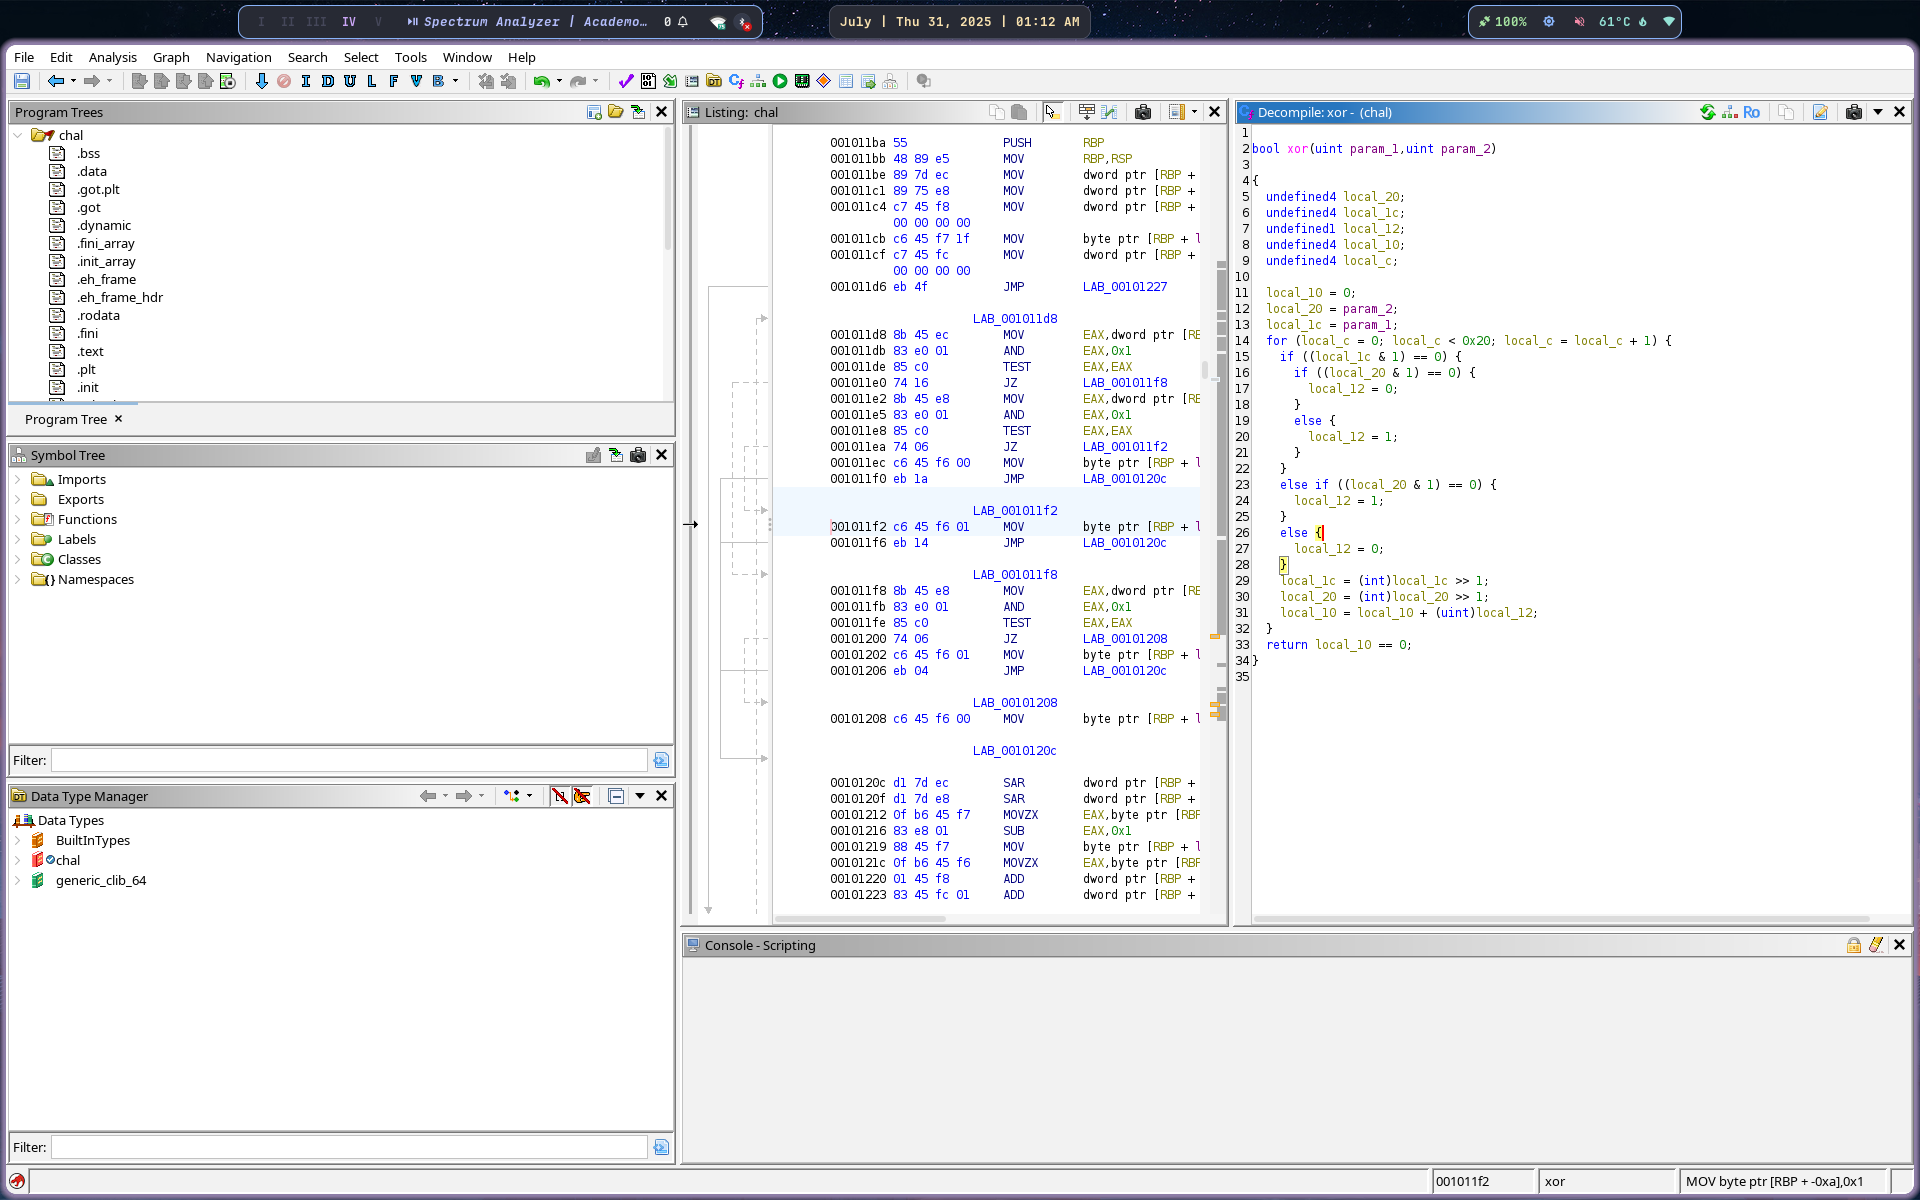 I II III IV V
Spectrum Analyzer | Academo… 0
July | Thu 31, 2025 | 01:12 AM
100% 61°C
File Edit Analysis Graph Navigation Search Select Tools Window Help
I D U L F V B
Program Trees
chal
.bss
.data
.got.plt
.got
.dynamic
.fini_array
.init_array
.eh_frame
.eh_frame_hdr
.rodata
.fini
.text
.plt
.init
Program Tree
Symbol Tree
Imports
Exports
Functions
Labels
Classes
Namespaces
Filter:
Data Type Manager
Data Types
BuiltInTypes
chal
generic_clib_64
Filter:
Listing: chal
001011ba 55 PUSH RBP
001011bb 48 89 e5 MOV RBP,RSP
001011be 89 7d ec MOV dword ptr [RBP +
001011c1 89 75 e8 MOV dword ptr [RBP +
001011c4 c7 45 f8 MOV dword ptr [RBP +
00 00 00 00
001011cb c6 45 f7 1f MOV byte ptr [RBP + l
001011cf c7 45 fc MOV dword ptr [RBP +
00 00 00 00
001011d6 eb 4f JMP LAB_00101227
LAB_001011d8
001011d8 8b 45 ec MOV EAX,dword ptr [RB
001011db 83 e0 01 AND EAX,0x1
001011de 85 c0 TEST EAX,EAX
001011e0 74 16 JZ LAB_001011f8
001011e2 8b 45 e8 MOV EAX,dword ptr [RB
001011e5 83 e0 01 AND EAX,0x1
001011e8 85 c0 TEST EAX,EAX
001011ea 74 06 JZ LAB_001011f2
001011ec c6 45 f6 00 MOV byte ptr [RBP + l
001011f0 eb 1a JMP LAB_0010120c
LAB_001011f2
001011f2 c6 45 f6 01 MOV byte ptr [RBP + l
001011f6 eb 14 JMP LAB_0010120c
LAB_001011f8
001011f8 8b 45 e8 MOV EAX,dword ptr [RB
001011fb 83 e0 01 AND EAX,0x1
001011fe 85 c0 TEST EAX,EAX
00101200 74 06 JZ LAB_00101208
00101202 c6 45 f6 01 MOV byte ptr [RBP + l
00101206 eb 04 JMP LAB_0010120c
LAB_00101208
00101208 c6 45 f6 00 MOV byte ptr [RBP + l
LAB_0010120c
0010120c d1 7d ec SAR dword ptr [RBP +
0010120f d1 7d e8 SAR dword ptr [RBP +
00101212 0f b6 45 f7 MOVZX EAX,byte ptr [RBP
00101216 83 e8 01 SUB EAX,0x1
00101219 88 45 f7 MOV byte ptr [RBP + l
0010121c 0f b6 45 f6 MOVZX EAX,byte ptr [RBP
00101220 01 45 f8 ADD dword ptr [RBP +
00101223 83 45 fc 01 ADD dword ptr [RBP +
Decompile: xor - (chal)
Ro
1
2 bool xor(uint param_1,uint param_2)
3
4 {
5 undefined4 local_20;
6 undefined4 local_1c;
7 undefined1 local_12;
8 undefined4 local_10;
9 undefined4 local_c;
10
11 local_10 = 0;
12 local_20 = param_2;
13 local_1c = param_1;
14 for (local_c = 0; local_c < 0x20; local_c = local_c + 1) {
15 if ((local_1c & 1) == 0) {
16 if ((local_20 & 1) == 0) {
17 local_12 = 0;
18 }
19 else {
20 local_12 = 1;
21 }
22 }
23 else if ((local_20 & 1) == 0) {
24 local_12 = 1;
25 }
26 else {
27 local_12 = 0;
28 }
29 local_1c = (int)local_1c >> 1;
30 local_20 = (int)local_20 >> 1;
31 local_10 = local_10 + (uint)local_12;
32 }
33 return local_10 == 0;
34 }
35
Console - Scripting
001011f2 xor MOV byte ptr [RBP + -0xa],0x1